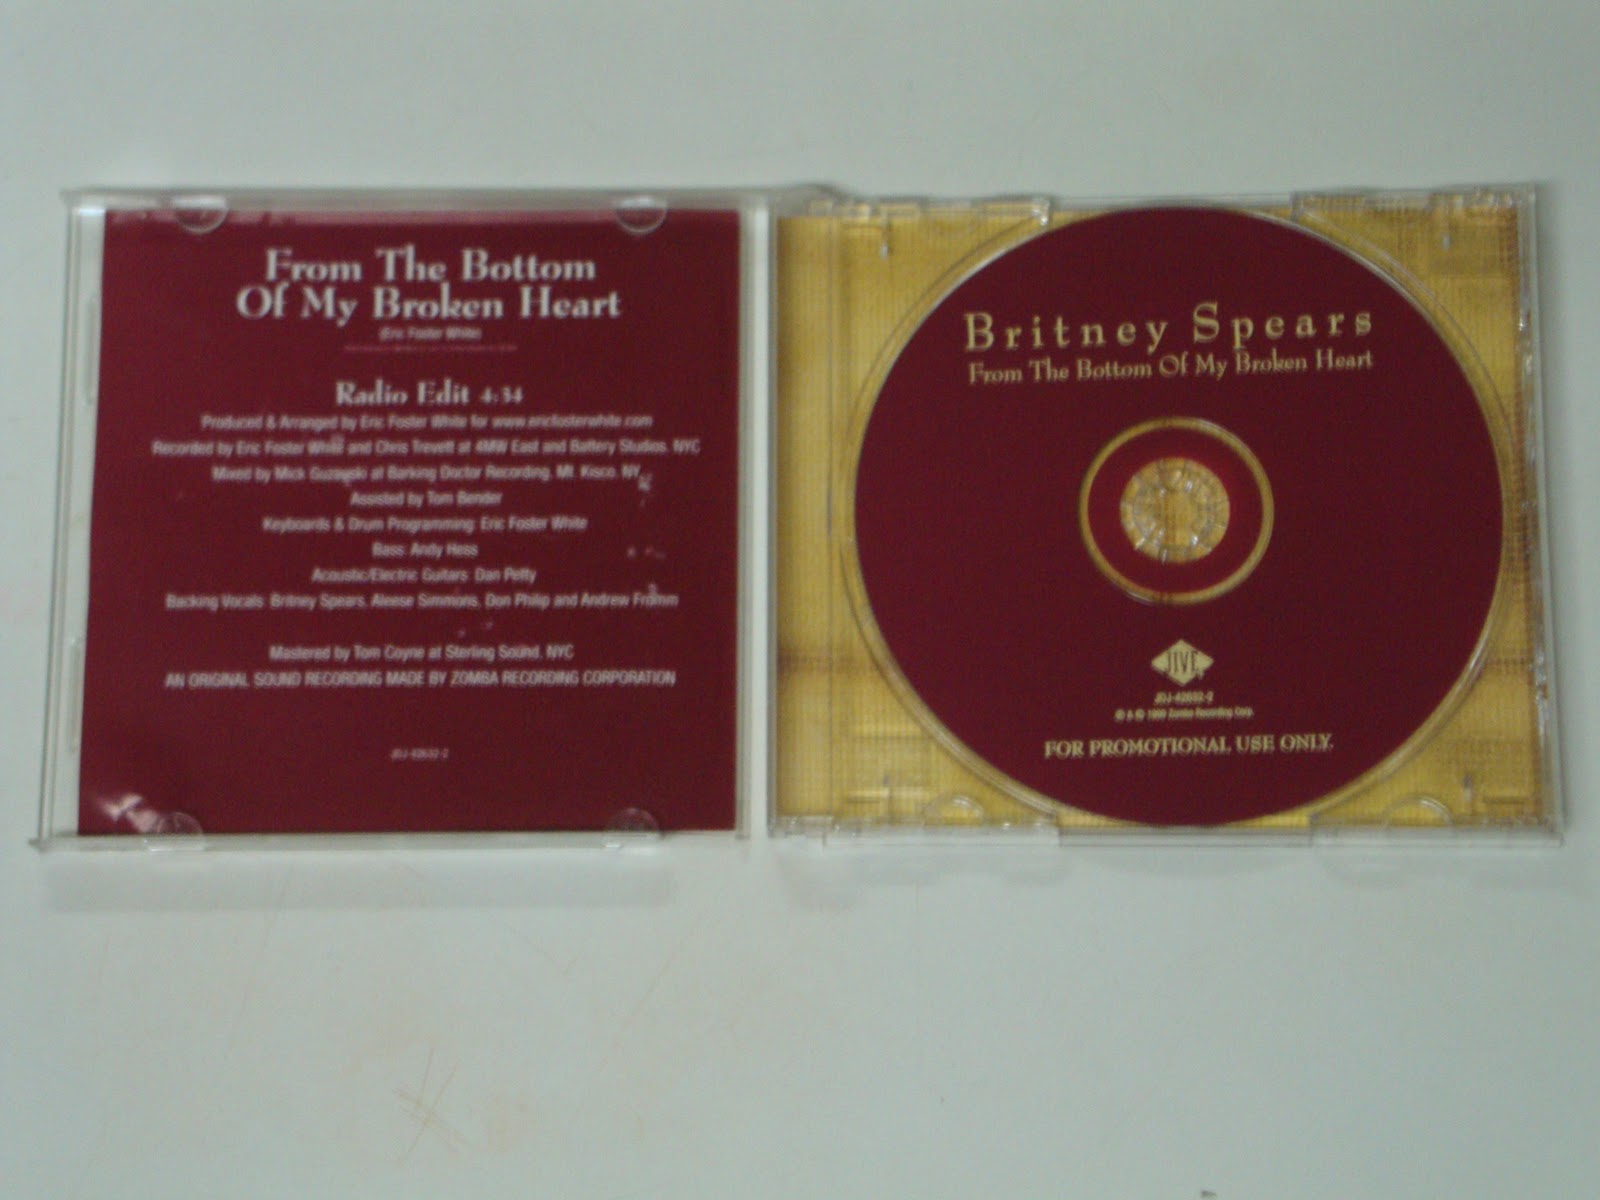 From The Bottom
Of My Broken Heart
(Eric Foster White)
Radio Edit 4:34
Produced & Arranged by Eric Foster White for www.ericfosterwhite.com
Recorded by Eric Foster White and Chris Trevett at 4MW East and Battery Studios, NYC
Mixed by Mick Guzauski at Barking Doctor Recording, Mt. Kisco, NY
Assisted by Tom Bender
Keyboards & Drum Programming: Eric Foster White
Bass: Andy Hess
Acoustic/Electric Guitars: Dan Petty
Backing Vocals: Britney Spears, Aleese Simmons, Don Philip and Andrew Fromm
Mastered by Tom Coyne at Sterling Sound, NYC
AN ORIGINAL SOUND RECORDING MADE BY ZOMBA RECORDING CORPORATION
JDJ-42632-2
Britney Spears
From The Bottom Of My Broken Heart
JIVE
JDJ-42632-2
℗ & © 1999 Zomba Recording Corp.
FOR PROMOTIONAL USE ONLY.